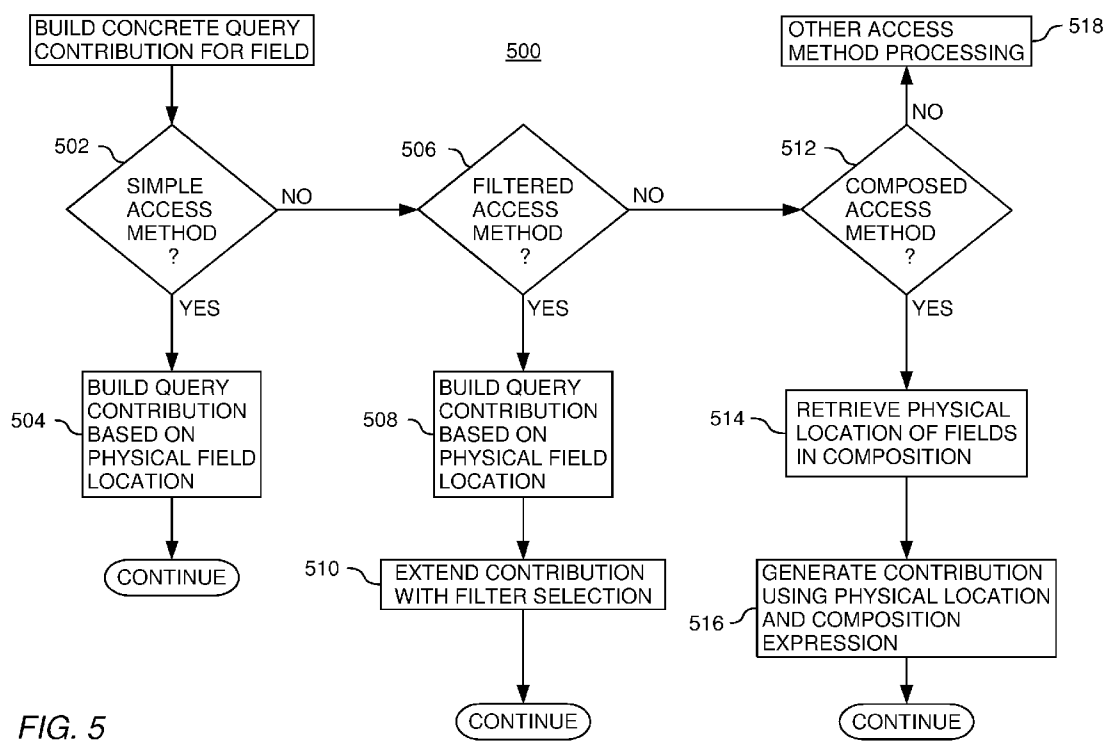 BUILD CONCRETE QUERY
CONTRIBUTION FOR FIELD
500
OTHER ACCESS
METHOD PROCESSING
518
502
SIMPLE
ACCESS
METHOD
?
NO
YES
506
FILTERED
ACCESS
METHOD
?
NO
YES
512
COMPOSED
ACCESS
METHOD
?
NO
YES
504
BUILD QUERY
CONTRIBUTION
BASED ON
PHYSICAL FIELD
LOCATION
CONTINUE
508
BUILD QUERY
CONTRIBUTION
BASED ON
PHYSICAL FIELD
LOCATION
510
EXTEND CONTRIBUTION
WITH FILTER SELECTION
CONTINUE
514
RETRIEVE PHYSICAL
LOCATION OF FIELDS
IN COMPOSITION
516
GENERATE CONTRIBUTION
USING PHYSICAL LOCATION
AND COMPOSITION
EXPRESSION
CONTINUE
FIG. 5